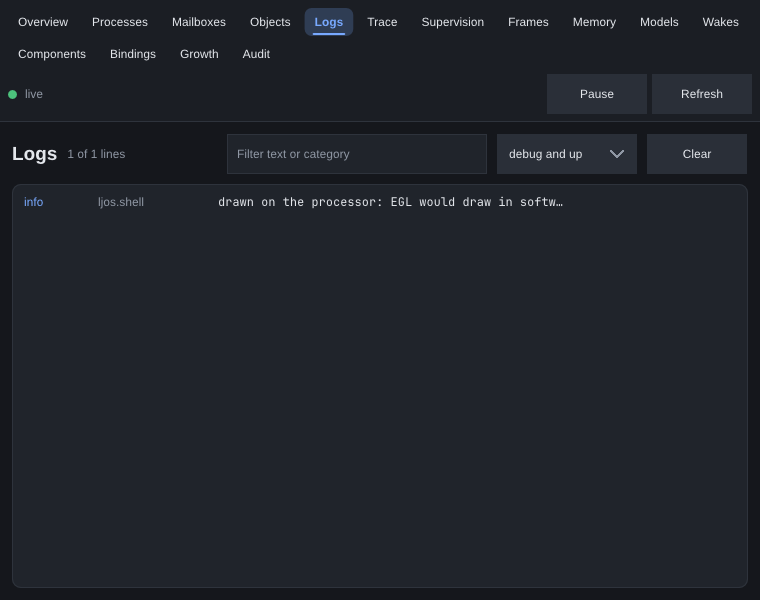 Overview Processes Mailboxes Objects Logs Trace Supervision Frames Memory Models Wakes
Components Bindings Growth Audit
live Pause Refresh
Logs 1 of 1 lines Filter text or category debug and up Clear
info ljos.shell drawn on the processor: EGL would draw in softw…